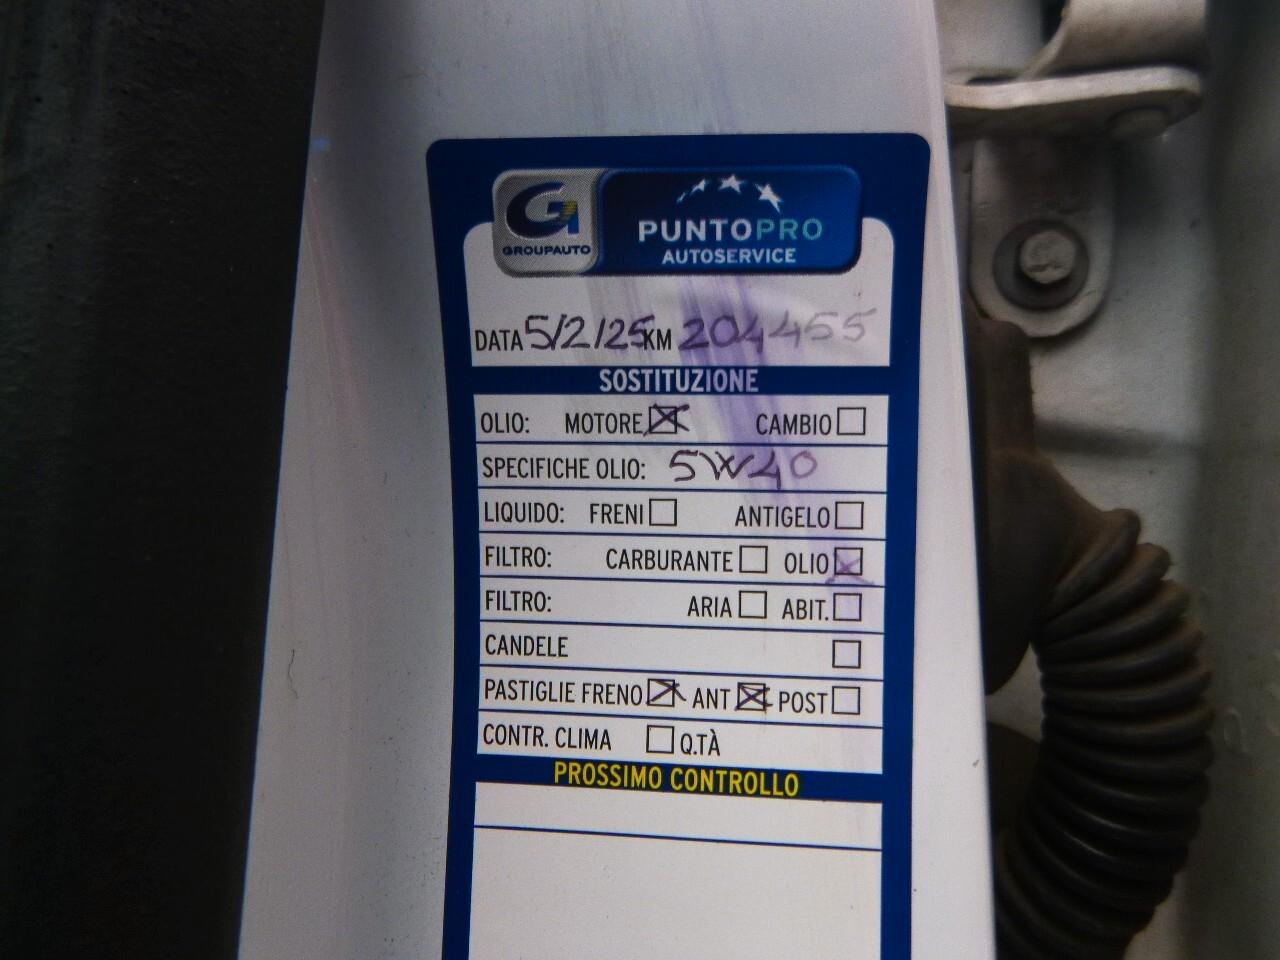 GROUPAUTO
PUNTOPRO
AUTOSERVICE
DATA 5/2/25 KM 204455
SOSTITUZIONE
OLIO: MOTORE CAMBIO
SPECIFICHE OLIO: 5W40
LIQUIDO: FRENI ANTIGELO
FILTRO: CARBURANTE OLIO
FILTRO: ARIA ABIT.
CANDELE
PASTIGLIE FRENO ANT POST
CONTR. CLIMA Q.TÀ
PROSSIMO CONTROLLO